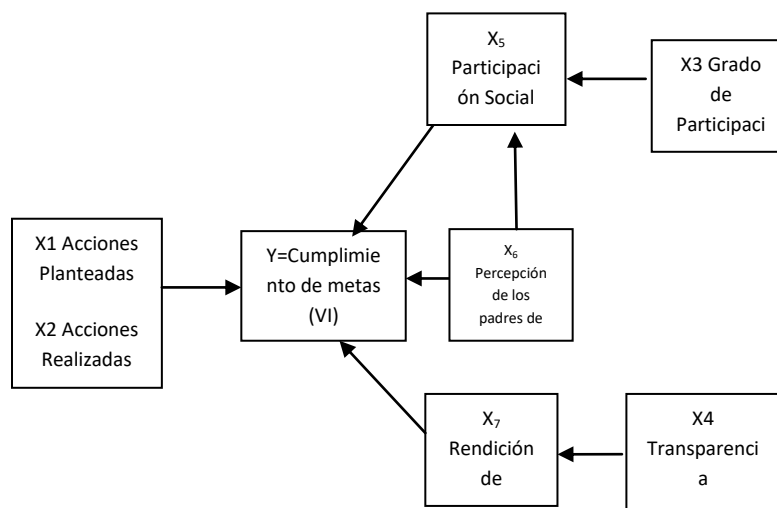 X₅
Participaci
ón Social
X3 Grado
de
Participaci
X1 Acciones
Planteadas
X2 Acciones
Realizadas
Y=Cumplimie
nto de metas
(VI)
X₆
Percepción
de los
padres de
X₇
Rendición
de
X4
Transparenci
a